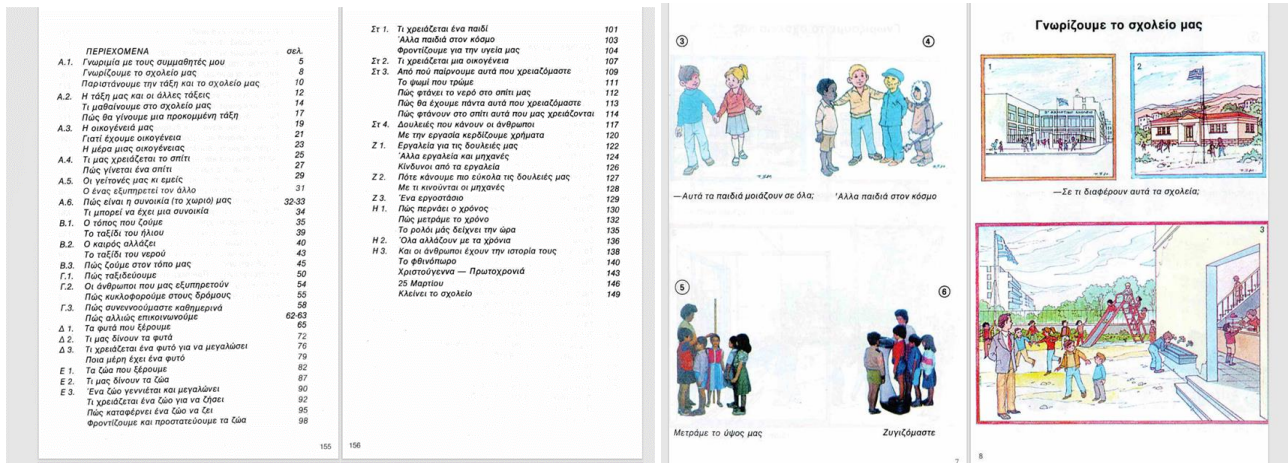 ΠΕΡΙΕΧΟΜΕΝΑ σελ.
Α.1. Γνωριμία με τους συμμαθητές μου 5
Γνωρίζουμε το σχολείο μας 8
Παριστάνουμε την τάξη και το σχολείο μας 10
Α.2. Η τάξη μας και οι άλλες τάξεις 12
Τι μαθαίνουμε στο σχολείο μας 14
Πώς θα γίνουμε μια προκομμένη τάξη 17
Α.3. Η οικογένειά μας 19
Γιατί έχουμε οικογένεια 21
Η μέρα μιας οικογένειας 23
Α.4. Τι μας χρειάζεται το σπίτι 25
Πώς γίνεται ένα σπίτι 27
Α.5. Οι γείτονές μας κι εμείς 29
Ο ένας εξυπηρετεί τον άλλο 31
Α.6. Πώς είναι η συνοικία (το χωριό) μας 32-33
Τι μπορεί να έχει μια συνοικία 34
Β.1. Ο τόπος που ζούμε 35
Το ταξίδι του ήλιου 39
Β.2. Ο καιρός αλλάζει 40
Το ταξίδι του νερού 43
Β.3. Πώς ζούμε στον τόπο μας 45
Γ.1. Πώς ταξιδεύουμε 50
Γ.2. Οι άνθρωποι που μας εξυπηρετούν 54
Πώς κυκλοφορούμε στους δρόμους 55
Γ.3. Πώς συνεννοούμαστε καθημερινά 58
Πώς αλλιώς επικοινωνούμε 62-63
Δ 1. Τα φυτά που ξέρουμε 65
Δ 2. Τι μας δίνουν τα φυτά 72
Δ 3. Τι χρειάζεται ένα φυτό για να μεγαλώσει 76
Ποια μέρη έχει ένα φυτό 79
Ε 1. Τα ζώα που ξέρουμε 82
Ε 2. Τι μας δίνουν τα ζώα 87
Ε 3. Ένα ζώο γεννιέται και μεγαλώνει 90
Τι χρειάζεται ένα ζώο για να ζήσει 92
Πώς καταφέρνει ένα ζώο να ζει 95
Φροντίζουμε και προστατεύουμε τα ζώα 98
155
Στ 1. Τι χρειάζεται ένα παιδί 101
Άλλα παιδιά στον κόσμο 103
Φροντίζουμε για την υγεία μας 104
Στ 2. Τι χρειάζεται μια οικογένεια 107
Στ 3. Από πού παίρνουμε αυτά που χρειαζόμαστε 109
Το ψωμί που τρώμε 111
Πώς φτάνει το νερό στο σπίτι μας 112
Πώς θα έχουμε πάντα αυτά που χρειαζόμαστε 113
Πώς φτάνουν στο σπίτι αυτά που μας χρειάζονται 114
Στ 4. Δουλειές που κάνουν οι άνθρωποι 117
Με την εργασία κερδίζουμε χρήματα 120
Ζ 1. Εργαλεία για τις δουλειές μας 122
Άλλα εργαλεία και μηχανές 124
Κίνδυνοι από τα εργαλεία 126
Ζ 2. Πότε κάνουμε πιο εύκολα τις δουλειές μας 127
Με τι κινούνται οι μηχανές 128
Ζ 3. Ένα εργοστάσιο 129
Η 1. Πώς περνάει ο χρόνος 130
Πώς μετράμε το χρόνο 132
Το ρολόι μάς δείχνει την ώρα 135
Η 2. Όλα αλλάζουν με τα χρόνια 136
Η 3. Και οι άνθρωποι έχουν την ιστορία τους 138
Το φθινόπωρο 140
Χριστούγεννα — Πρωτοχρονιά 143
25 Μαρτίου 146
Κλείνει το σχολείο 149
156
3
4
—Αυτά τα παιδιά μοιάζουν σε όλα;
Άλλα παιδιά στον κόσμο
5
6
Μετράμε το ύψος μας
Ζυγιζόμαστε
7
Γνωρίζουμε το σχολείο μας
1
2
—Σε τι διαφέρουν αυτά τα σχολεία;
3
8